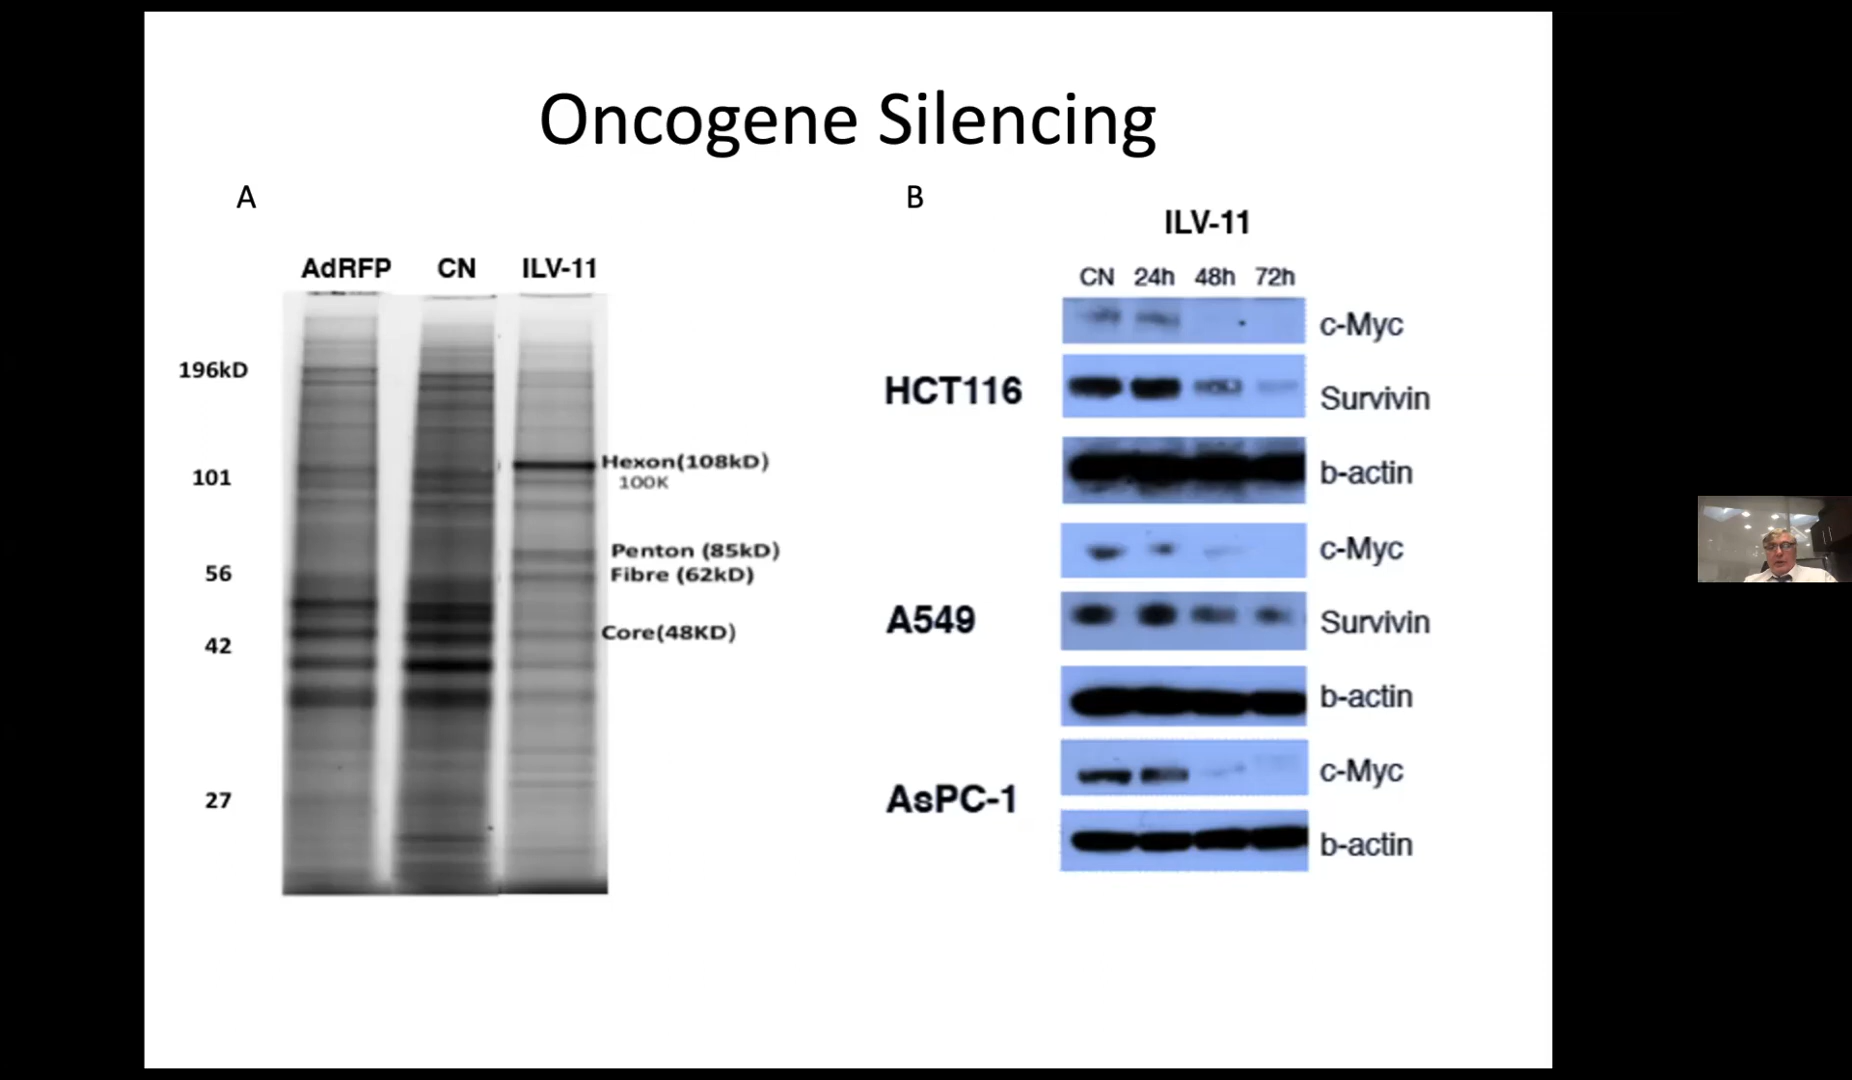 Oncogene Silencing
A
AdRFP CN ILV-11
196kD
101
56
42
27
Hexon(108kD)
100K
Penton (85kD)
Fibre (62kD)
Core(48KD)
B
ILV-11
CN 24h 48h 72h
HCT116
c-Myc
Survivin
b-actin
A549
c-Myc
Survivin
b-actin
AsPC-1
c-Myc
b-actin